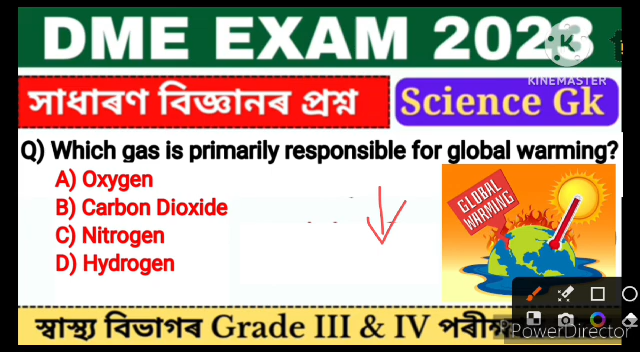 DME EXAM 2023
KINEMASTER
সাধাৰণ বিজ্ঞানৰ প্ৰশ্ন
Science Gk
Q) Which gas is primarily responsible for global warming?
A) Oxygen
B) Carbon Dioxide
C) Nitrogen
D) Hydrogen
GLOBAL
WARMING
স্বাস্থ্য বিভাগৰ Grade III & IV
PowerDirector